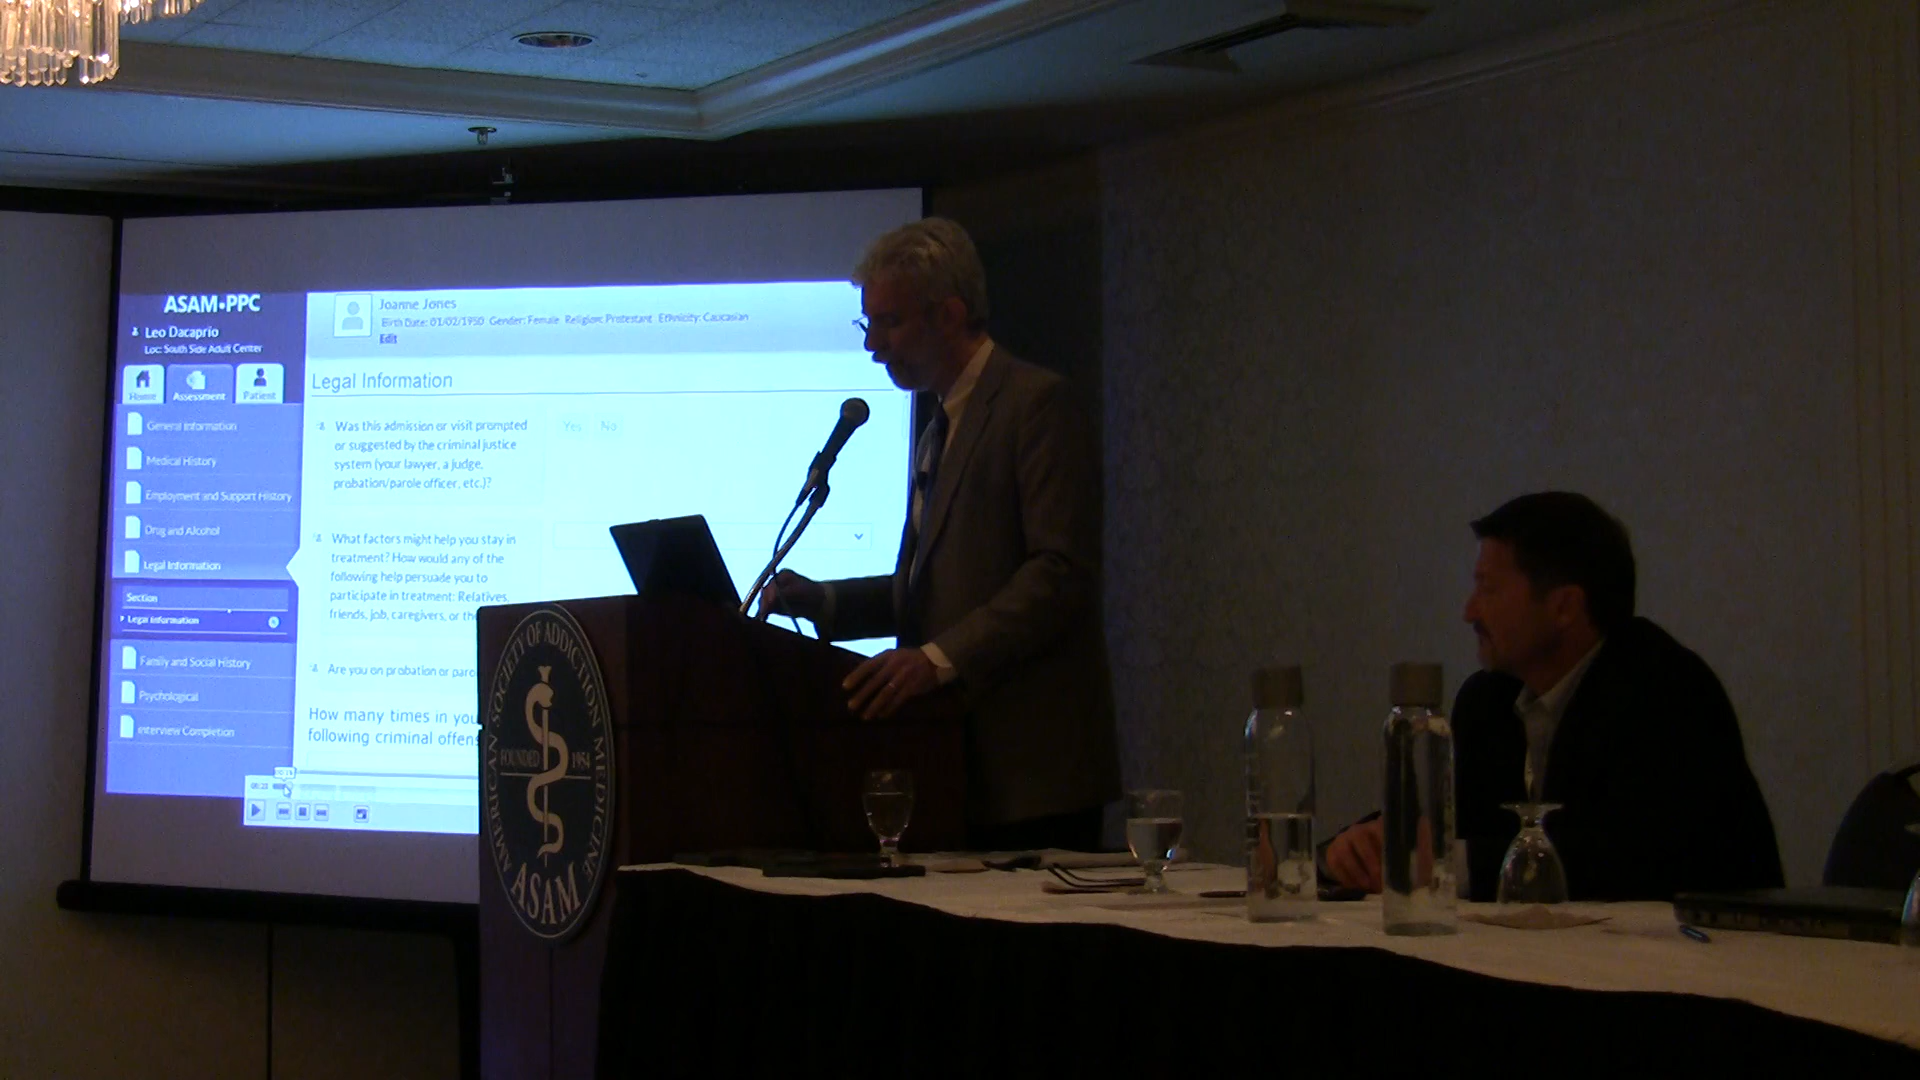 ASAM•PPC
Leo Dacaprio
Loc: South Side Adult Center
Home
Assessment
Patient
General Information
Medical History
Employment and Support History
Drug and Alcohol
Legal Information
Section
Legal Information
Family and Social History
Psychological
Interview Completion
Joanne Jones
Birth Date: 01/02/1950 Gender: Female Religion: Protestant Ethnicity: Caucasian
Edit
Legal Information
Was this admission or visit prompted
or suggested by the criminal justice
system (your lawyer, a judge,
probation/parole officer, etc.)?
Yes No
What factors might help you stay in
treatment? How would any of the
following help persuade you to
participate in treatment: Relatives,
friends, job, caregivers, or the
Are you on probation or paro
How many times in you
following criminal offens
AMERICAN SOCIETY OF ADDICTION MEDICINE
FOUNDED 1954
ASAM